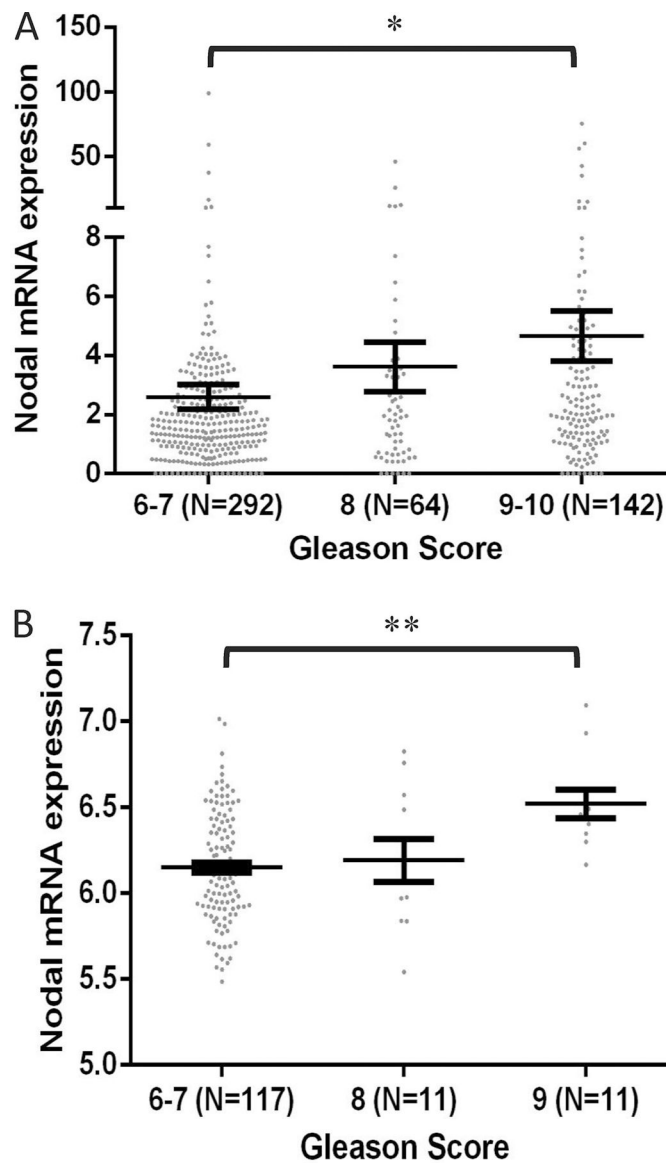 A
*
Nodal mRNA expression
150
100
50
8
6
4
2
0
6-7 (N=292) 8 (N=64) 9-10 (N=142)
Gleason Score
B
**
Nodal mRNA expression
7.5
7.0
6.5
6.0
5.5
5.0
6-7 (N=117) 8 (N=11) 9 (N=11)
Gleason Score